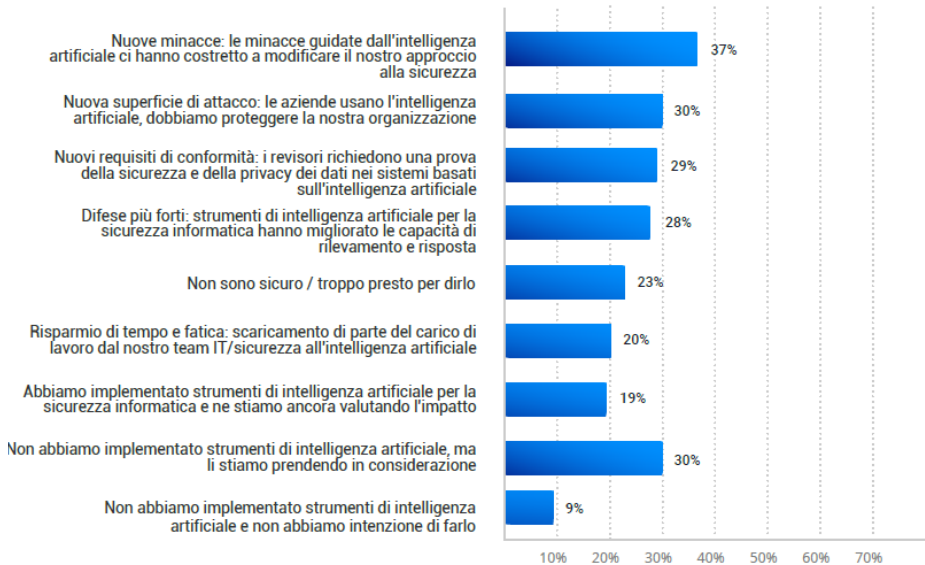 Nuove minacce: le minacce guidate dall'intelligenza
artificiale ci hanno costretto a modificare il nostro approccio
alla sicurezza
37%
Nuova superficie di attacco: le aziende usano l'intelligenza
artificiale, dobbiamo proteggere la nostra organizzazione
30%
Nuovi requisiti di conformità: i revisori richiedono una prova
della sicurezza e della privacy dei dati nei sistemi basati
sull'intelligenza artificiale
29%
Difese più forti: strumenti di intelligenza artificiale per la
sicurezza informatica hanno migliorato le capacità di
rilevamento e risposta
28%
Non sono sicuro / troppo presto per dirlo
23%
Risparmio di tempo e fatica: scaricamento di parte del carico di
lavoro dal nostro team IT/sicurezza all'intelligenza artificiale
20%
Abbiamo implementato strumenti di intelligenza artificiale per la
sicurezza informatica e ne stiamo ancora valutando l'impatto
19%
Non abbiamo implementato strumenti di intelligenza artificiale, ma
li stiamo prendendo in considerazione
30%
Non abbiamo implementato strumenti di intelligenza
artificiale e non abbiamo intenzione di farlo
9%
10% 20% 30% 40% 50% 60% 70%